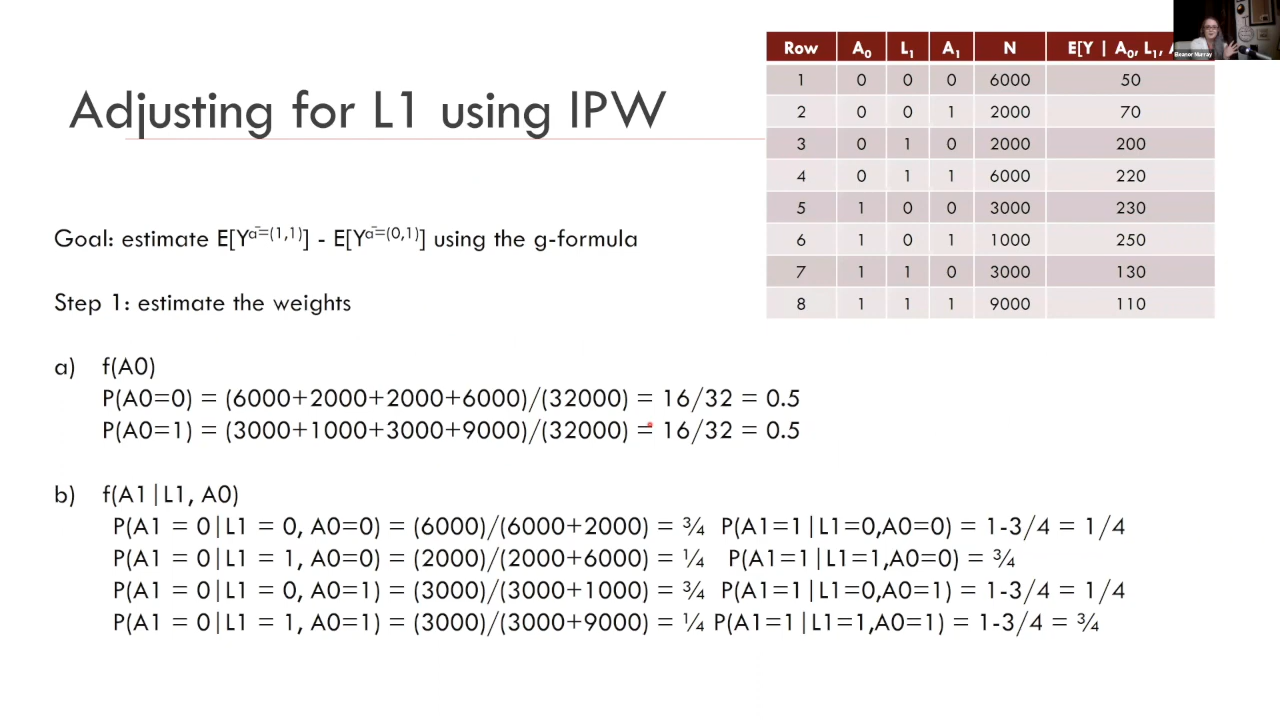 Adjusting for L1 using IPW
Goal: estimate E[Y^ā=(1,1)] - E[Y^ā=(0,1)] using the g-formula
Step 1: estimate the weights
a) f(A0)
P(A0=0) = (6000+2000+2000+6000)/(32000) = 16/32 = 0.5
P(A0=1) = (3000+1000+3000+9000)/(32000) = 16/32 = 0.5
b) f(A1|L1, A0)
P(A1 = 0|L1 = 0, A0=0) = (6000)/(6000+2000) = ¾ P(A1=1|L1=0,A0=0) = 1-3/4 = 1/4
P(A1 = 0|L1 = 1, A0=0) = (2000)/(2000+6000) = ¼ P(A1=1|L1=1,A0=0) = ¾
P(A1 = 0|L1 = 0, A0=1) = (3000)/(3000+1000) = ¾ P(A1=1|L1=0,A0=1) = 1-3/4 = 1/4
P(A1 = 0|L1 = 1, A0=1) = (3000)/(3000+9000) = ¼ P(A1=1|L1=1,A0=1) = 1-3/4 = ¾
Row A₀ L₁ A₁ N E[Y | A₀, L₁,
1 0 0 0 6000 50
2 0 0 1 2000 70
3 0 1 0 2000 200
4 0 1 1 6000 220
5 1 0 0 3000 230
6 1 0 1 1000 250
7 1 1 0 3000 130
8 1 1 1 9000 110
Eleanor Murray